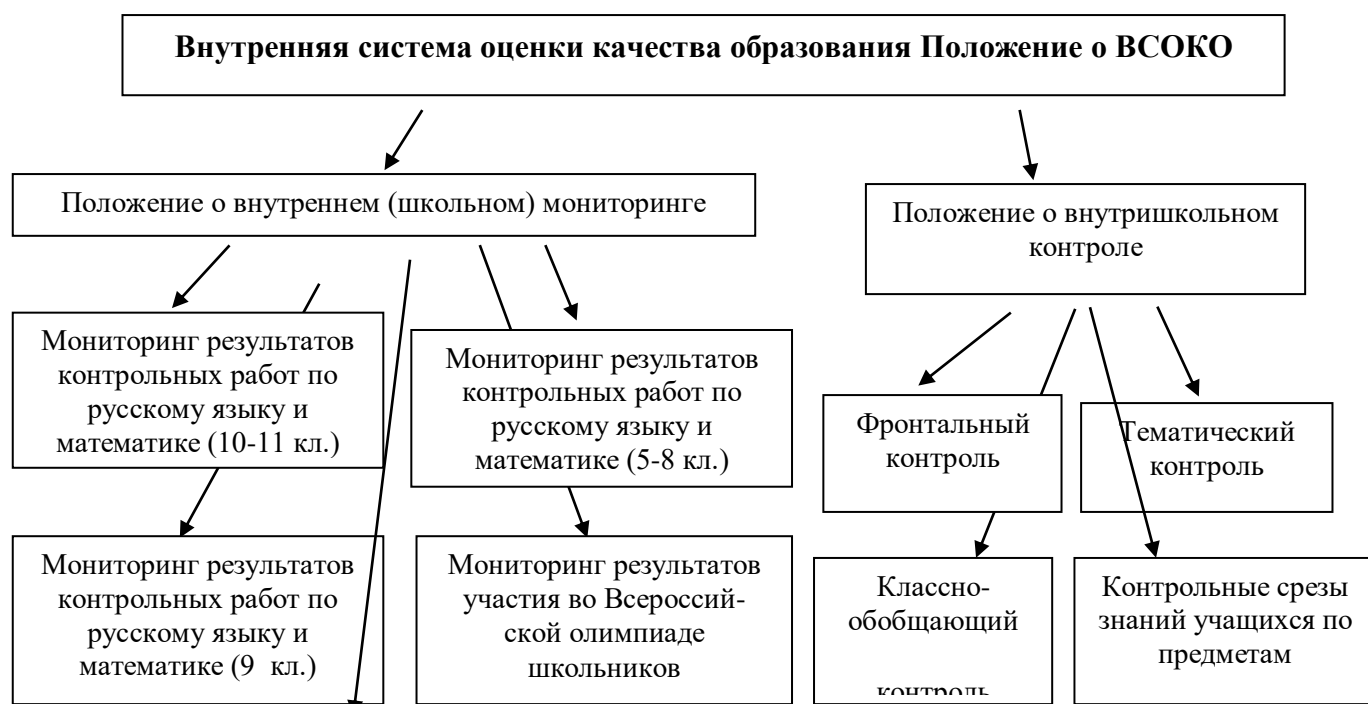 Внутренняя система оценки качества образования Положение о ВСОКО
Положение о внутреннем (школьном) мониторинге
Положение о внутришкольном
контроле
Мониторинг результатов
контрольных работ по
русскому языку и
математике (10-11 кл.)
Мониторинг результатов
контрольных работ по
русскому языку и
математике (5-8 кл.)
Фронтальный
контроль
Тематический
контроль
Мониторинг результатов
контрольных работ по
русскому языку и
математике (9 кл.)
Мониторинг результатов
участия во Всероссий-
ской олимпиаде
школьников
Классно-
обобщающий
контроль
Контрольные срезы
знаний учащихся по
предметам